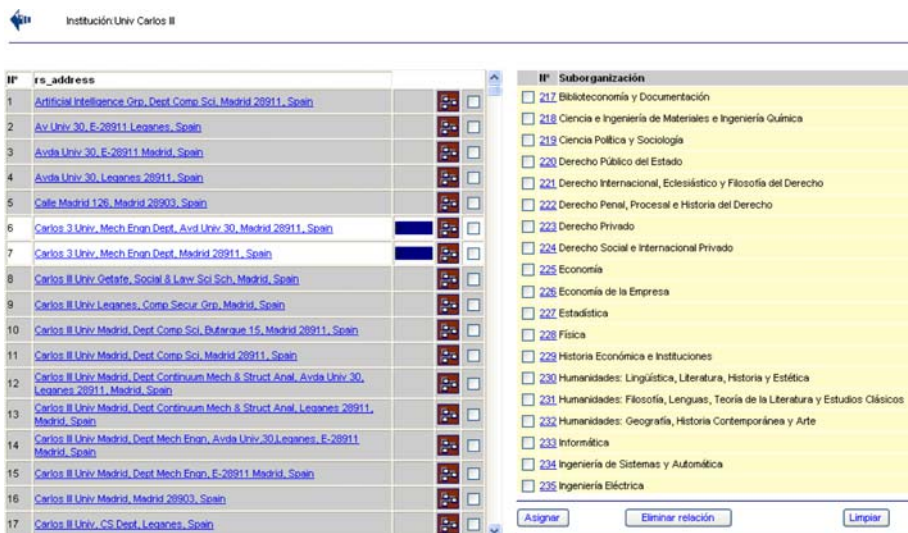 Institución:Univ Carlos III
Nº rs_address
1 Artificial Intelligence Grp, Dept Comp Sci, Madrid 28911, Spain
2 Av Univ 30, E-28911 Leganes, Spain
3 Avda Univ 30, E-28911 Madrid, Spain
4 Avda Univ 30, Leganes 28911, Spain
5 Calle Madrid 126, Madrid 28903, Spain
6 Carlos 3 Univ, Mech Engn Dept, Avd Univ 30, Madrid 28911, Spain
7 Carlos 3 Univ, Mech Engn Dept, Madrid 28911, Spain
8 Carlos III Univ Getafe, Social & Law Sci Sch, Madrid, Spain
9 Carlos III Univ Leganes, Comp Secur Grp, Madrid, Spain
10 Carlos III Univ Madrid, Dept Comp Sci, Butarque 15, Madrid 28911, Spain
11 Carlos III Univ Madrid, Dept Comp Sci, Madrid 28911, Spain
12 Carlos III Univ Madrid, Dept Continuum Mech & Struct Anal, Avda Univ 30,
Leganes 28911, Madrid, Spain
13 Carlos III Univ Madrid, Dept Continuum Mech & Struct Anal, Leganes 28911,
Madrid, Spain
14 Carlos III Univ Madrid, Dept Mech Engn, Avda Univ,30,Leganes, E-28911
Madrid, Spain
15 Carlos III Univ Madrid, Dept Mech Engn, E-28911 Madrid, Spain
16 Carlos III Univ Madrid, Madrid 28903, Spain
17 Carlos III Univ, CS Dept, Leganes, Spain
Nº Suborganización
217 Biblioteconomía y Documentación
218 Ciencia e Ingeniería de Materiales e Ingeniería Química
219 Ciencia Política y Sociología
220 Derecho Público del Estado
221 Derecho Internacional, Eclesiástico y Filosofía del Derecho
222 Derecho Penal, Procesal e Historia del Derecho
223 Derecho Privado
224 Derecho Social e Internacional Privado
225 Economía
226 Economía de la Empresa
227 Estadística
228 Física
229 Historia Económica e Instituciones
230 Humanidades: Lingüística, Literatura, Historia y Estética
231 Humanidades: Filosofía, Lenguas, Teoría de la Literatura y Estudios Clásicos
232 Humanidades: Geografía, Historia Contemporánea y Arte
233 Informática
234 Ingeniería de Sistemas y Automática
235 Ingeniería Eléctrica
Asignar Eliminar relación Limpiar